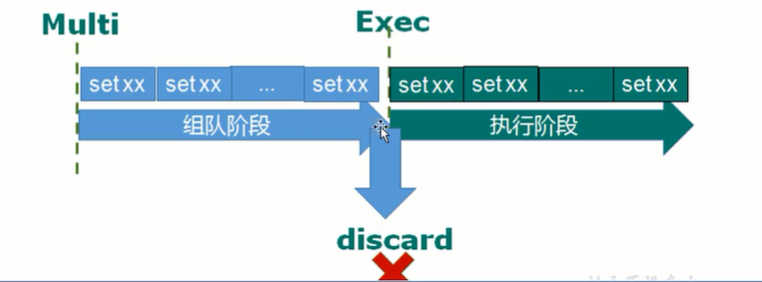 Multi
Exec
set xx set xx ... set xx set xx set xx ... set xx
组队阶段 执行阶段
discard